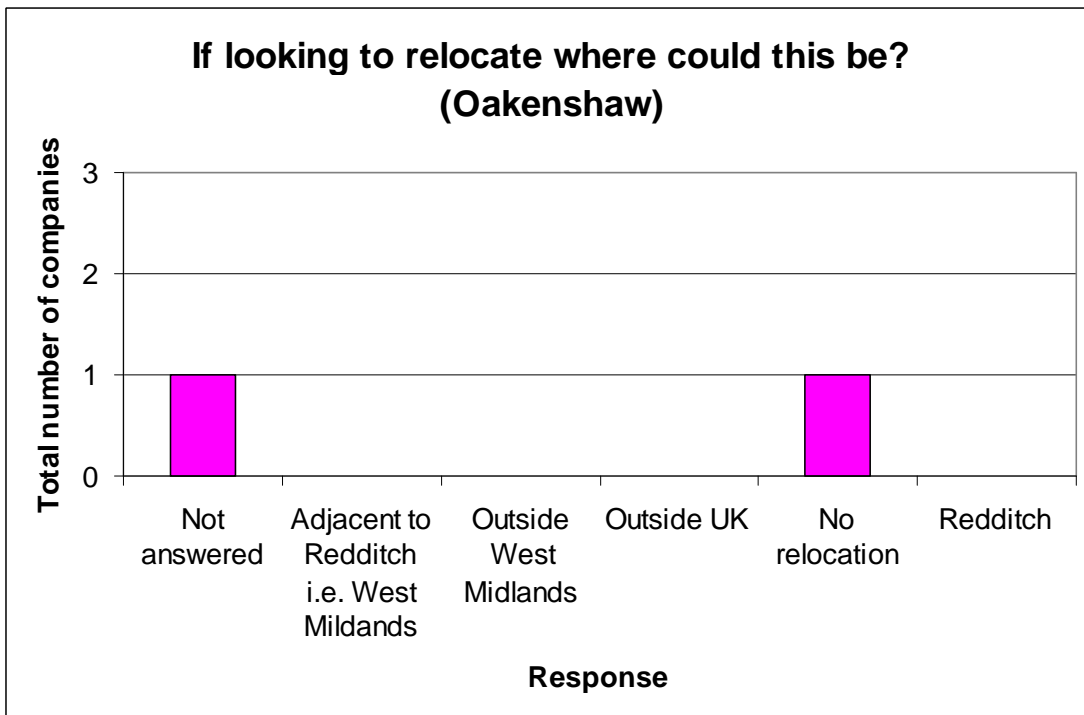 If looking to relocate where could this be?
(Oakenshaw)
Total number of companies
3
2
1
0
Not
answered
Adjacent to
Redditch
i.e. West
Mildands
Outside
West
Midlands
Outside UK
No
relocation
Redditch
Response